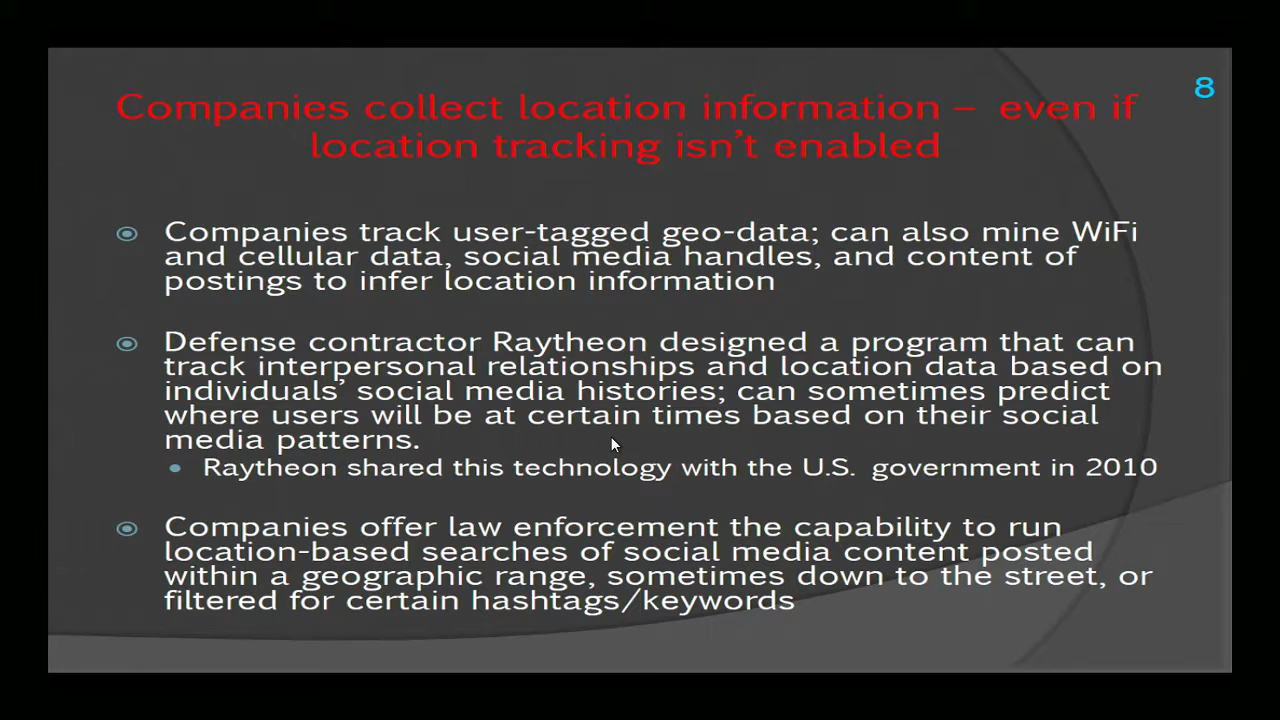 8
Companies collect location information – even if
location tracking isn’t enabled
Companies track user-tagged geo-data; can also mine WiFi
and cellular data, social media handles, and content of
postings to infer location information
Defense contractor Raytheon designed a program that can
track interpersonal relationships and location data based on
individuals’ social media histories; can sometimes predict
where users will be at certain times based on their social
media patterns.
Raytheon shared this technology with the U.S. government in 2010
Companies offer law enforcement the capability to run
location-based searches of social media content posted
within a geographic range, sometimes down to the street, or
filtered for certain hashtags/keywords